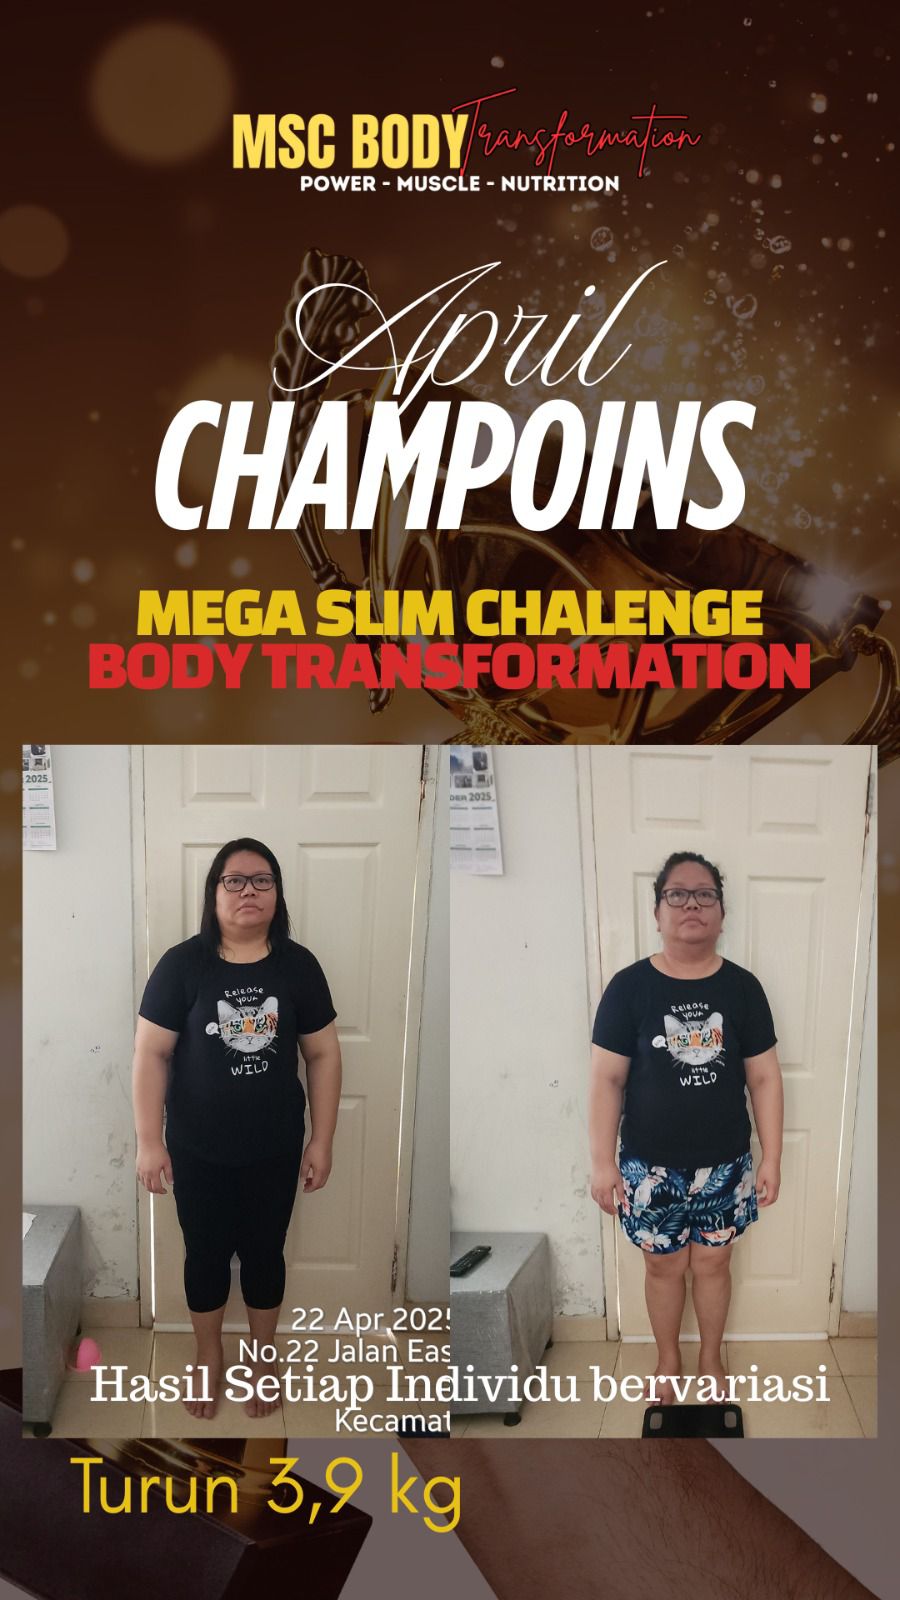 MSC BODY Transformation
POWER - MUSCLE - NUTRITION
April
CHAMPOINS
MEGA SLIM CHALENGE
BODY TRANSFORMATION
2025
2025
Release
your
little
WILD
Release
your
little
WILD
22 Apr 2025
No.22 Jalan Eas
Hasil Setiap Individu bervariasi
Kecamat
Turun 3,9 kg